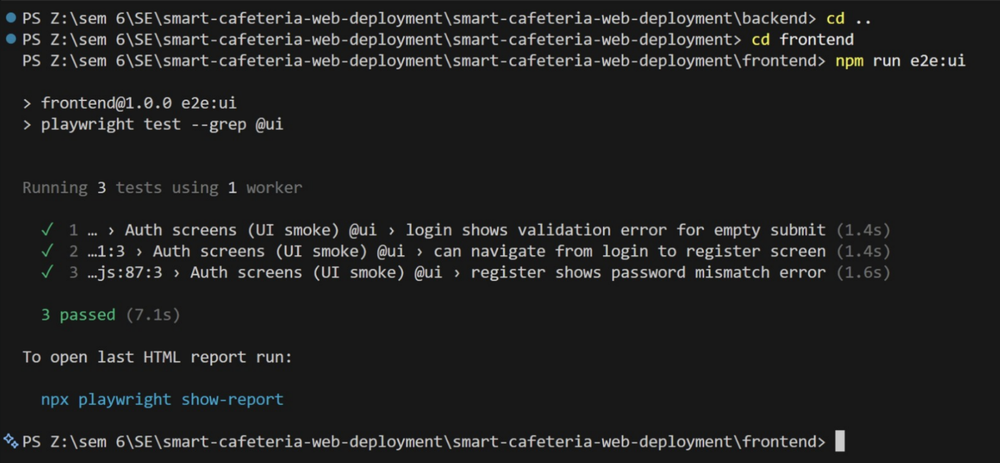 PS Z:\sem 6\SE\smart-cafeteria-web-deployment\smart-cafeteria-web-deployment\backend> cd ..
PS Z:\sem 6\SE\smart-cafeteria-web-deployment\smart-cafeteria-web-deployment> cd frontend
PS Z:\sem 6\SE\smart-cafeteria-web-deployment\smart-cafeteria-web-deployment\frontend> npm run e2e:ui
> frontend@1.0.0 e2e:ui
> playwright test --grep @ui
Running 3 tests using 1 worker
✓ 1 … › Auth screens (UI smoke) @ui › login shows validation error for empty submit (1.4s)
✓ 2 …1:3 › Auth screens (UI smoke) @ui › can navigate from login to register screen (1.4s)
✓ 3 …js:87:3 › Auth screens (UI smoke) @ui › register shows password mismatch error (1.6s)
3 passed (7.1s)
To open last HTML report run:
npx playwright show-report
PS Z:\sem 6\SE\smart-cafeteria-web-deployment\smart-cafeteria-web-deployment\frontend>